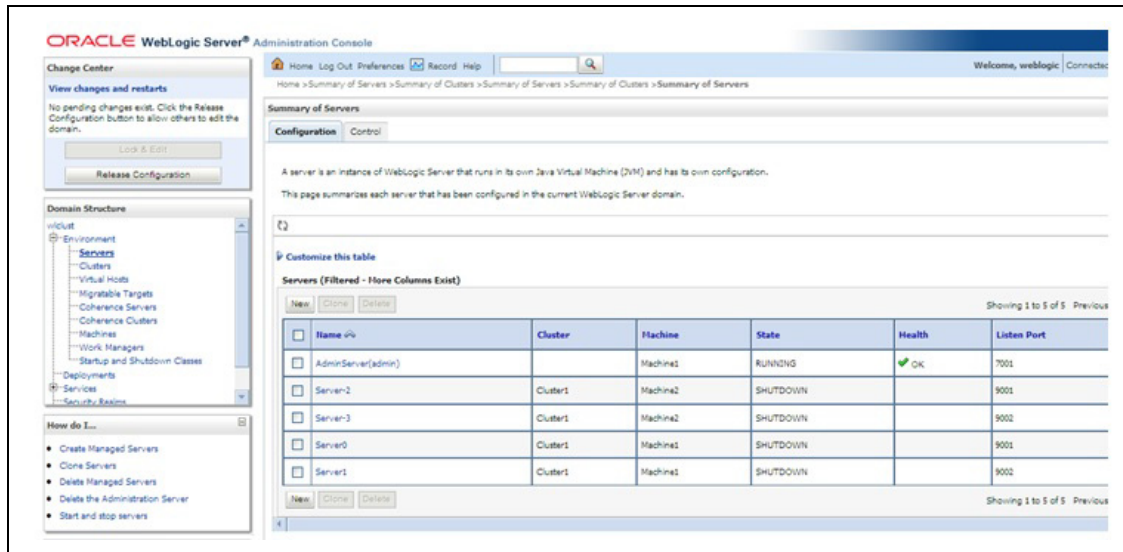 ORACLE WebLogic Server® Administration Console
Change Center
View changes and restarts
No pending changes exist. Click the Release
Configuration button to allow others to edit the
domain.
Lock & Edit
Release Configuration
Domain Structure
wlclust
Environment
Servers
Clusters
Virtual Hosts
Migratable Targets
Coherence Servers
Coherence Clusters
Machines
Work Managers
Startup and Shutdown Classes
Deployments
Services
Security Realms
How do I...
Create Managed Servers
Clone Servers
Delete Managed Servers
Delete the Administration Server
Start and stop servers
Home Log Out Preferences Record Help
Welcome, weblogic Connected
Home >Summary of Servers >Summary of Clusters >Summary of Servers >Summary of Clusters >Summary of Servers
Summary of Servers
Configuration Control
A server is an instance of WebLogic Server that runs in its own Java Virtual Machine (JVM) and has its own configuration.
This page summarizes each server that has been configured in the current WebLogic Server domain.
Customize this table
Servers (Filtered - More Columns Exist)
New Clone Delete Showing 1 to 5 of 5 Previous
Name Cluster Machine State Health Listen Port
AdminServer(admin) Machine1 RUNNING OK 7001
Server-2 Cluster1 Machine2 SHUTDOWN 9001
Server-3 Cluster1 Machine2 SHUTDOWN 9002
Server0 Cluster1 Machine1 SHUTDOWN 9001
Server1 Cluster1 Machine1 SHUTDOWN 9002
New Clone Delete Showing 1 to 5 of 5 Previous